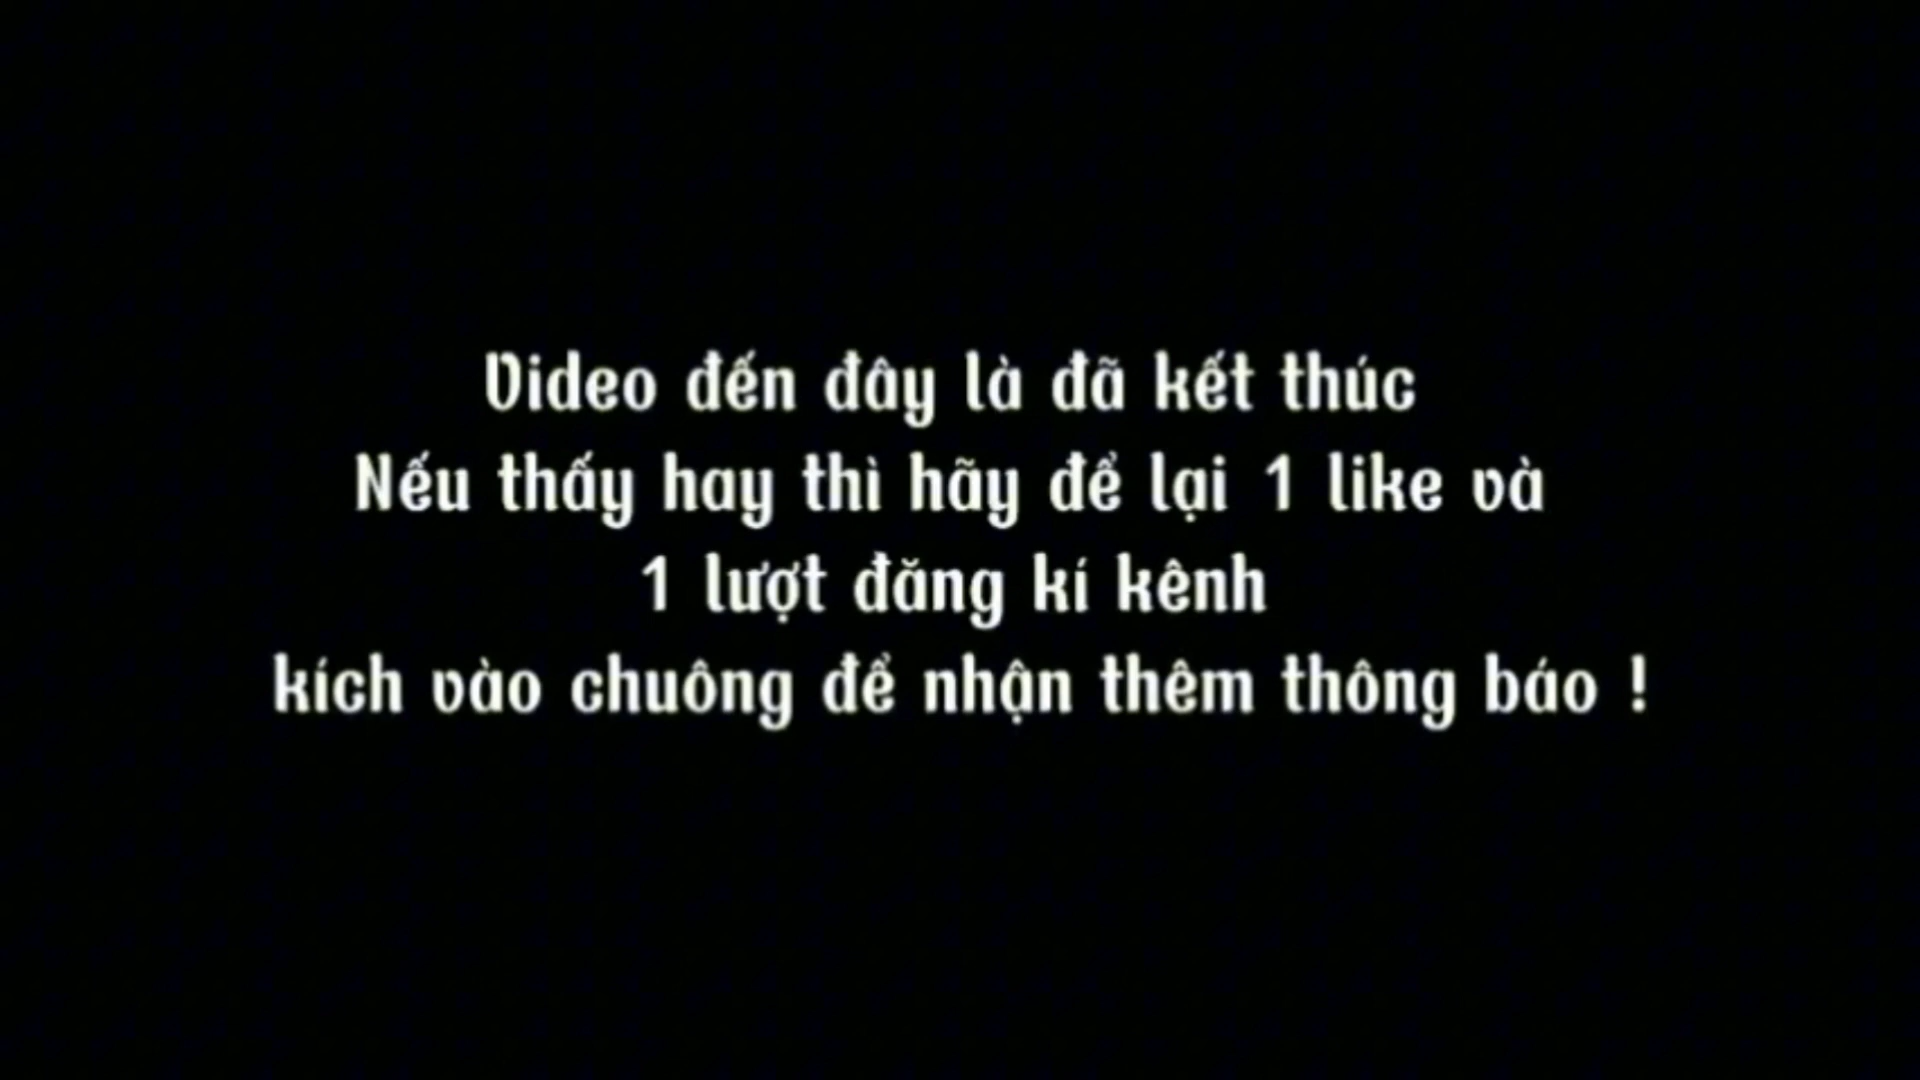 Video đến đây là đã kết thúc
Nếu thấy hay thì hãy để lại 1 like và
1 lượt đăng kí kênh
kích vào chuông để nhận thêm thông báo !